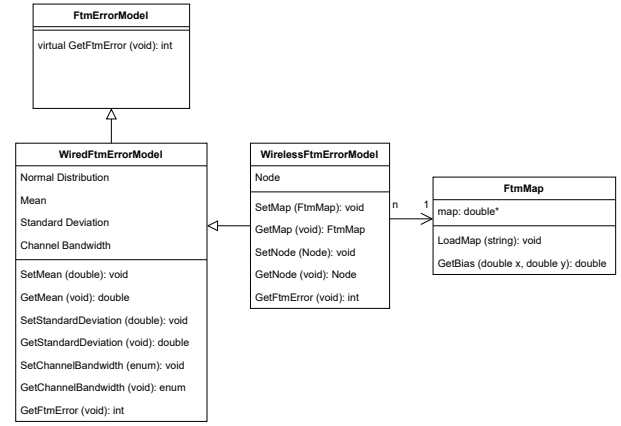 FtmErrorModel
virtual GetFtmError (void): int
WiredFtmErrorModel
Normal Distribution
Mean
Standard Deviation
Channel Bandwidth
SetMean (double): void
GetMean (void): double
SetStandardDeviation (double): void
GetStandardDeviation (void): double
SetChannelBandwidth (enum): void
GetChannelBandwidth (void): enum
GetFtmError (void): int
WirelessFtmErrorModel
Node
SetMap (FtmMap): void
GetMap (void): FtmMap
SetNode (Node): void
GetNode (void): Node
GetFtmError (void): int
n 1
FtmMap
map: double*
LoadMap (string): void
GetBias (double x, double y): double